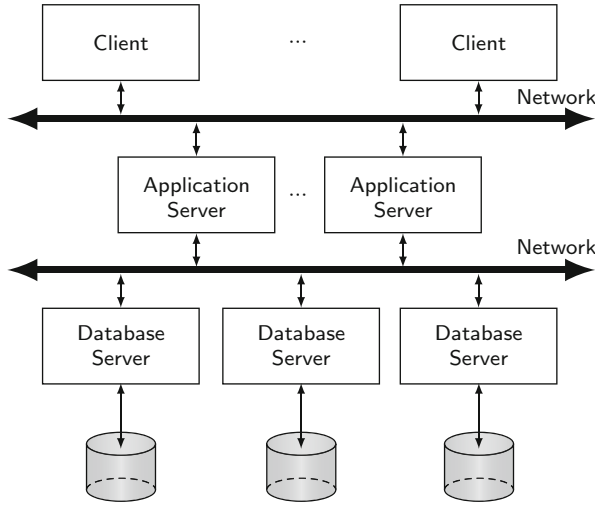 Client
...
Client
Network
Application
Server
...
Application
Server
Network
Database
Server
Database
Server
Database
Server